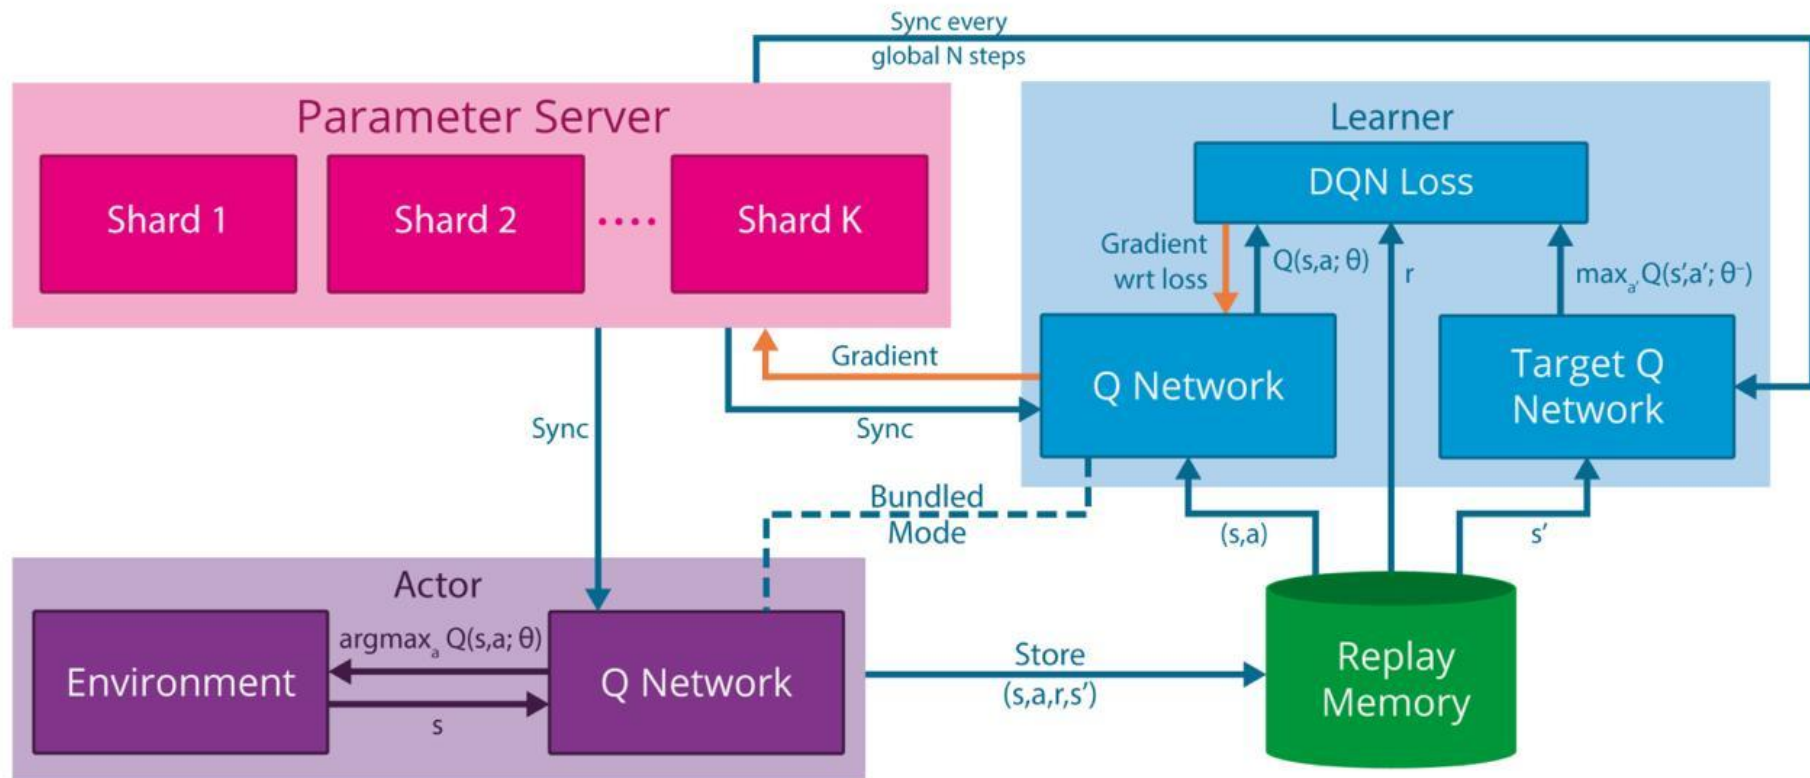 Sync every
global N steps
Parameter Server
Shard 1
Shard 2
....
Shard K
Learner
DQN Loss
Gradient
wrt loss
Q(s,a; θ)
r
maxₐ' Q(s',a'; θ⁻)
Gradient
Q Network
Target Q
Network
Sync
Sync
Bundled
Mode
(s,a)
s'
Actor
argmaxₐ Q(s,a; θ)
Environment
Q Network
s
Store
(s,a,r,s')
Replay
Memory